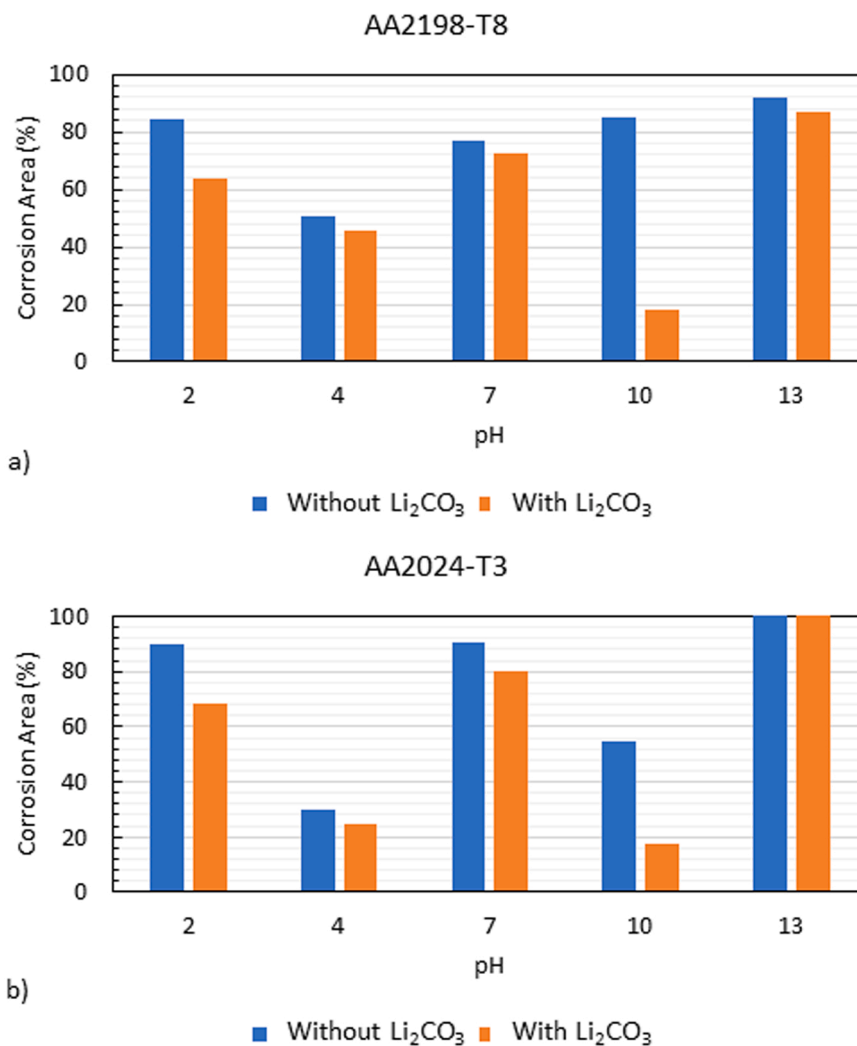 AA2198-T8
100
80
60
40
20
0
Corrosion Area (%)
2 4 7 10 13
pH
a)
Without Li₂CO₃ With Li₂CO₃
AA2024-T3
100
80
60
40
20
0
Corrosion Area (%)
2 4 7 10 13
pH
b)
Without Li₂CO₃ With Li₂CO₃